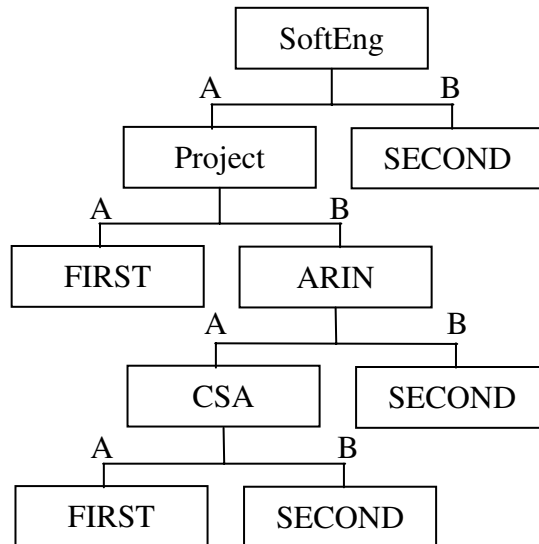 SoftEng
A B
Project SECOND
A B
FIRST ARIN
A B
CSA SECOND
A B
FIRST SECOND